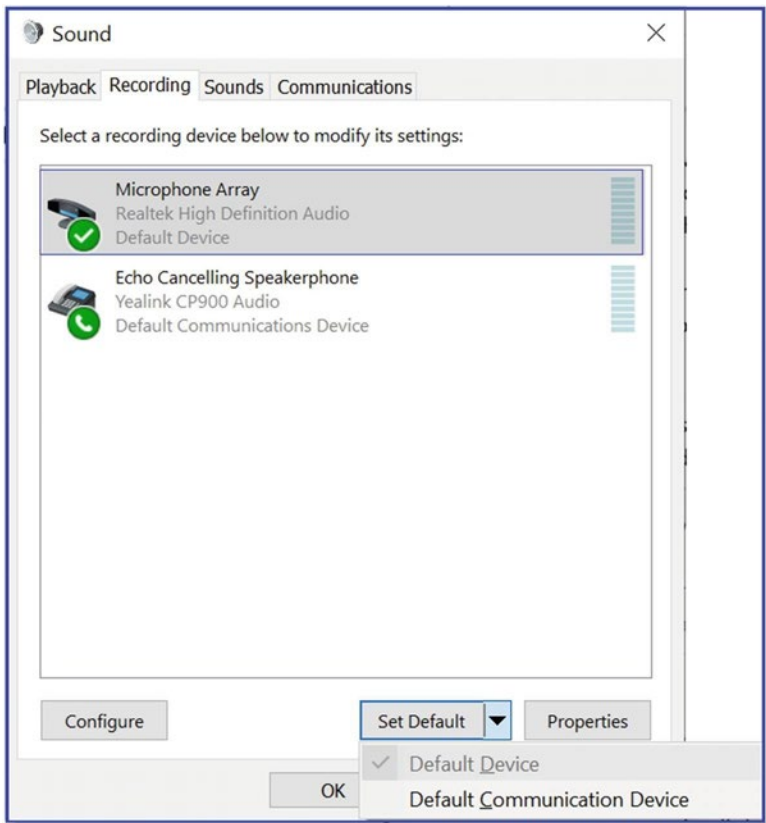 Sound
Playback Recording Sounds Communications
Select a recording device below to modify its settings:
Microphone Array
Realtek High Definition Audio
Default Device
Echo Cancelling Speakerphone
Yealink CP900 Audio
Default Communications Device
Configure Set Default Properties
Default Device
OK
Default Communication Device